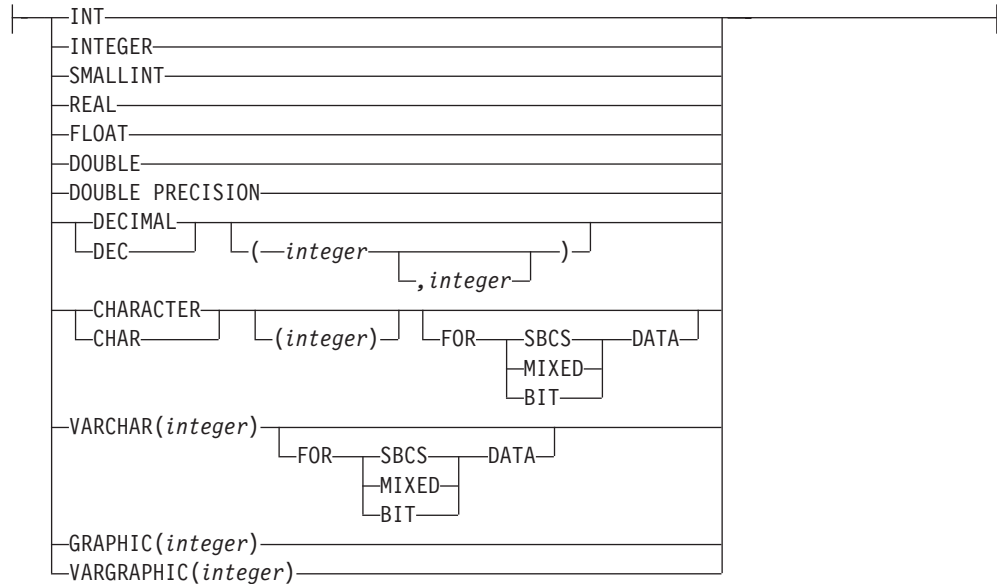 INT
INTEGER
SMALLINT
REAL
FLOAT
DOUBLE
DOUBLE PRECISION
DECIMAL
DEC
(integer
,integer
)
CHARACTER
CHAR
(integer)
FOR SBCS DATA
MIXED
BIT
VARCHAR(integer)
FOR SBCS DATA
MIXED
BIT
GRAPHIC(integer)
VARGRAPHIC(integer)